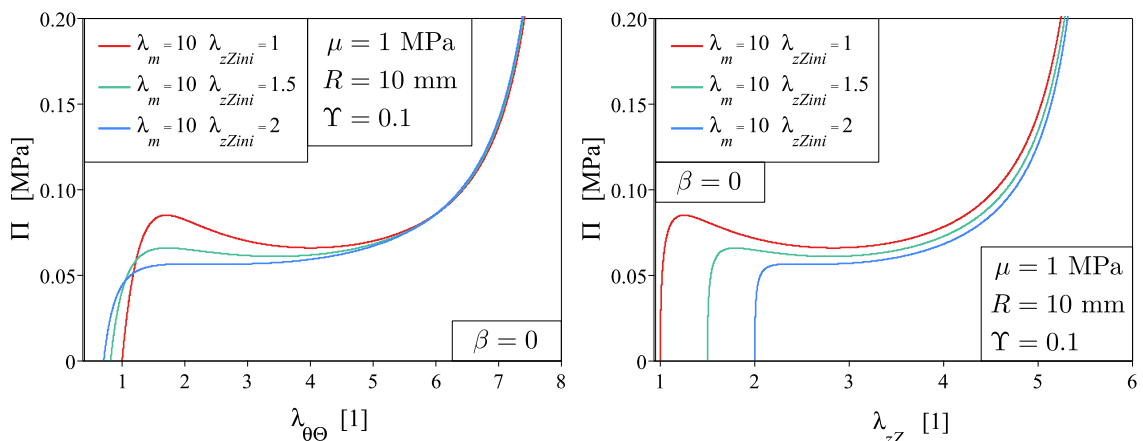 0.20
0.15
0.10
0.05
0
Π [MPa]
λm=10 λzZini=1
λm=10 λzZini=1.5
λm=10 λzZini=2
μ = 1 MPa
R = 10 mm
Υ = 0.1
β = 0
1 2 3 4 5 6 7 8
λθΘ [1]
0.20
0.15
0.10
0.05
0
Π [MPa]
λm=10 λzZini=1
λm=10 λzZini=1.5
λm=10 λzZini=2
β = 0
μ = 1 MPa
R = 10 mm
Υ = 0.1
1 2 3 4 5 6
λzZ [1]